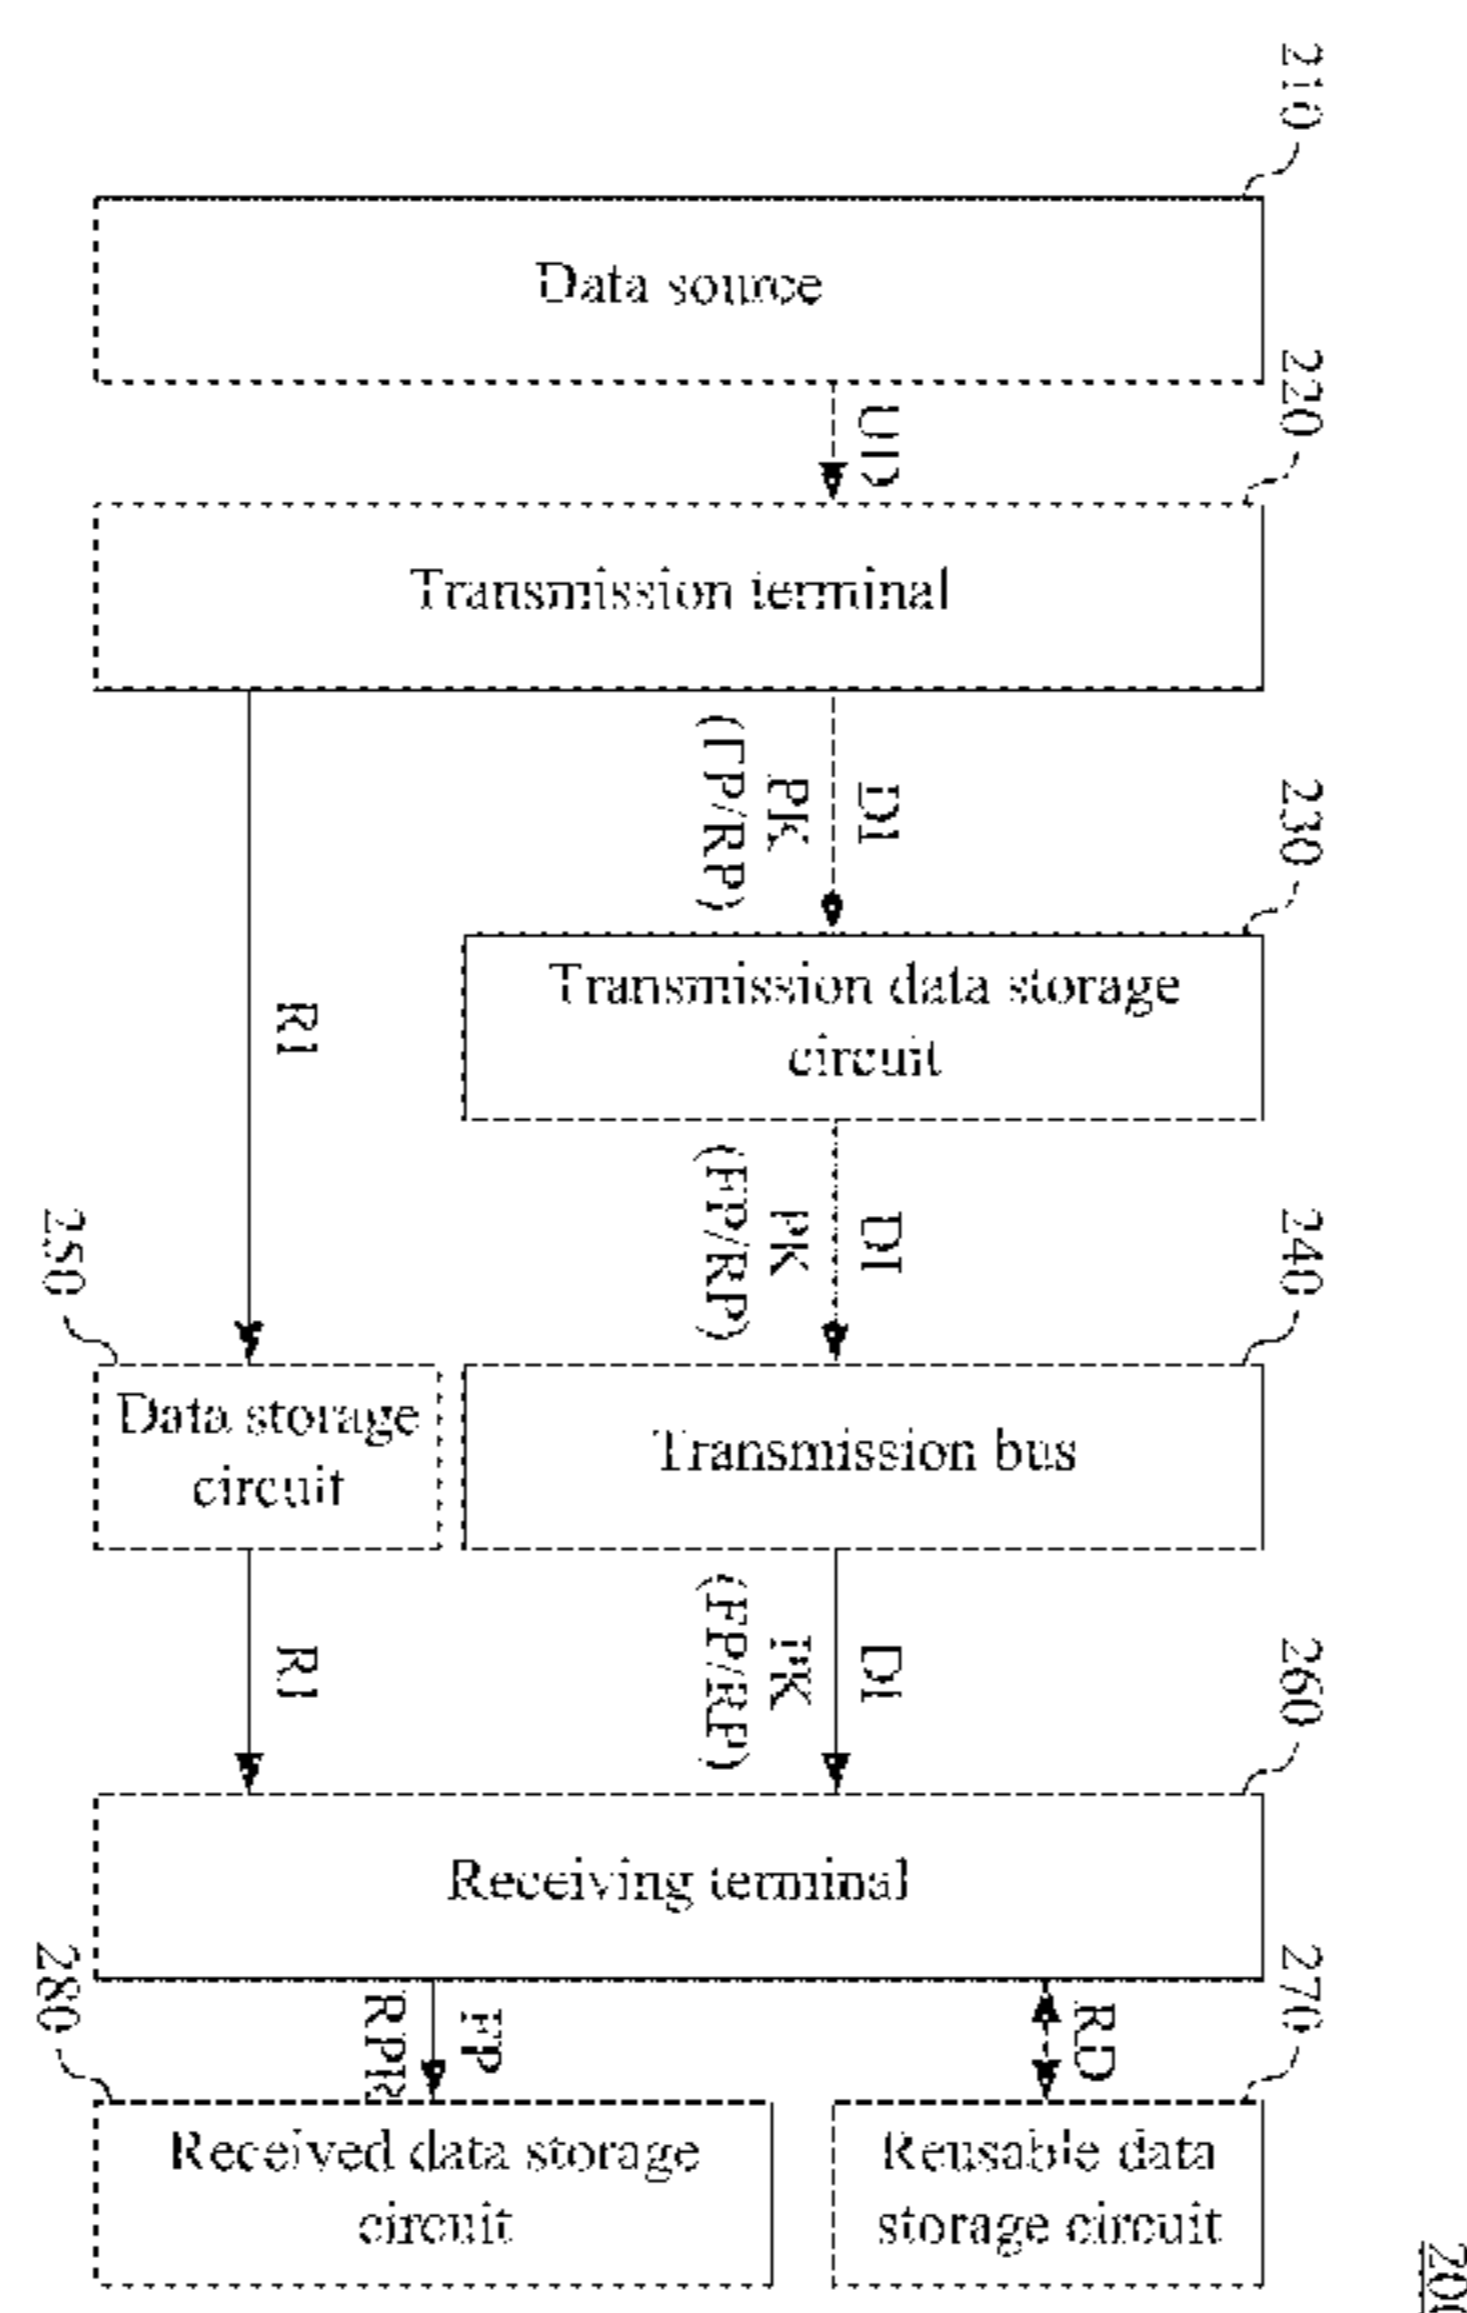 210
Data source
220
UD
Transmission terminal
DI
PK
(FP/RP)
230
Transmission data storage
circuit
RI
DI
PK
(FP/RP)
240
250
Data storage
circuit
Transmission bus
RI
DI
PK
(FP/RP)
260
Receiving terminal
270
280
FP
RPR
RD
Received data storage
circuit
Reusable data
storage circuit